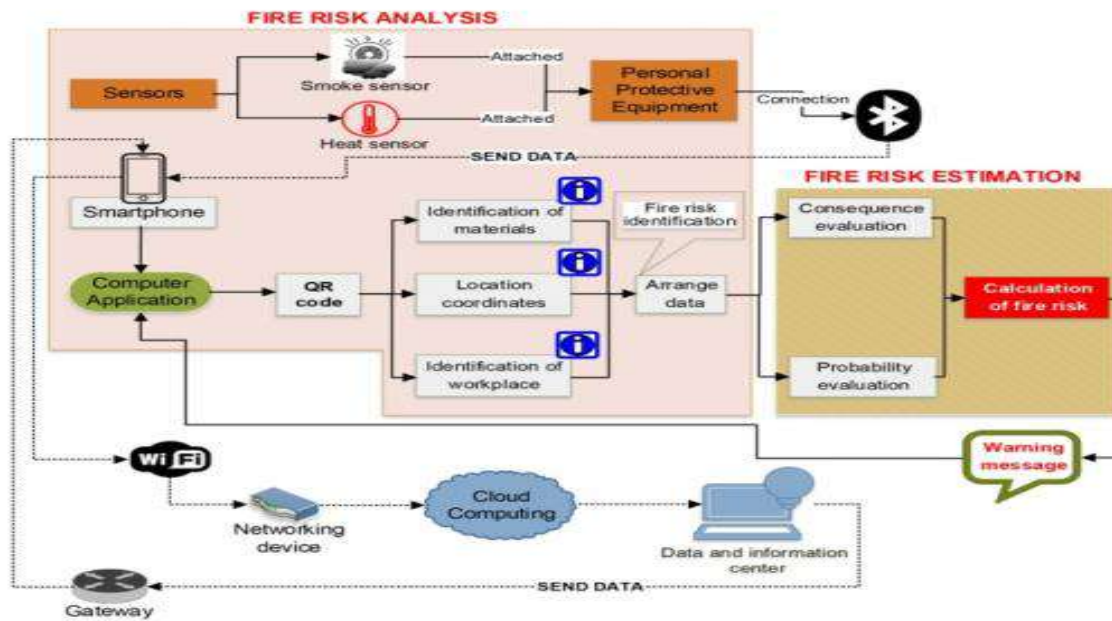 FIRE RISK ANALYSIS
Sensors
Smoke sensor
Heat sensor
Attached
Attached
Personal
Protective
Equipment
Connection
SEND DATA
Smartphone
Computer
Application
QR
code
Identification of
materials
Location
coordinates
Identification of
workplace
Fire risk
identification
Arrange
data
FIRE RISK ESTIMATION
Consequence
evaluation
Probability
evaluation
Calculation
of fire risk
Warning
message
Wi Fi
Networking
device
Cloud
Computing
Data and information
center
SEND DATA
Gateway